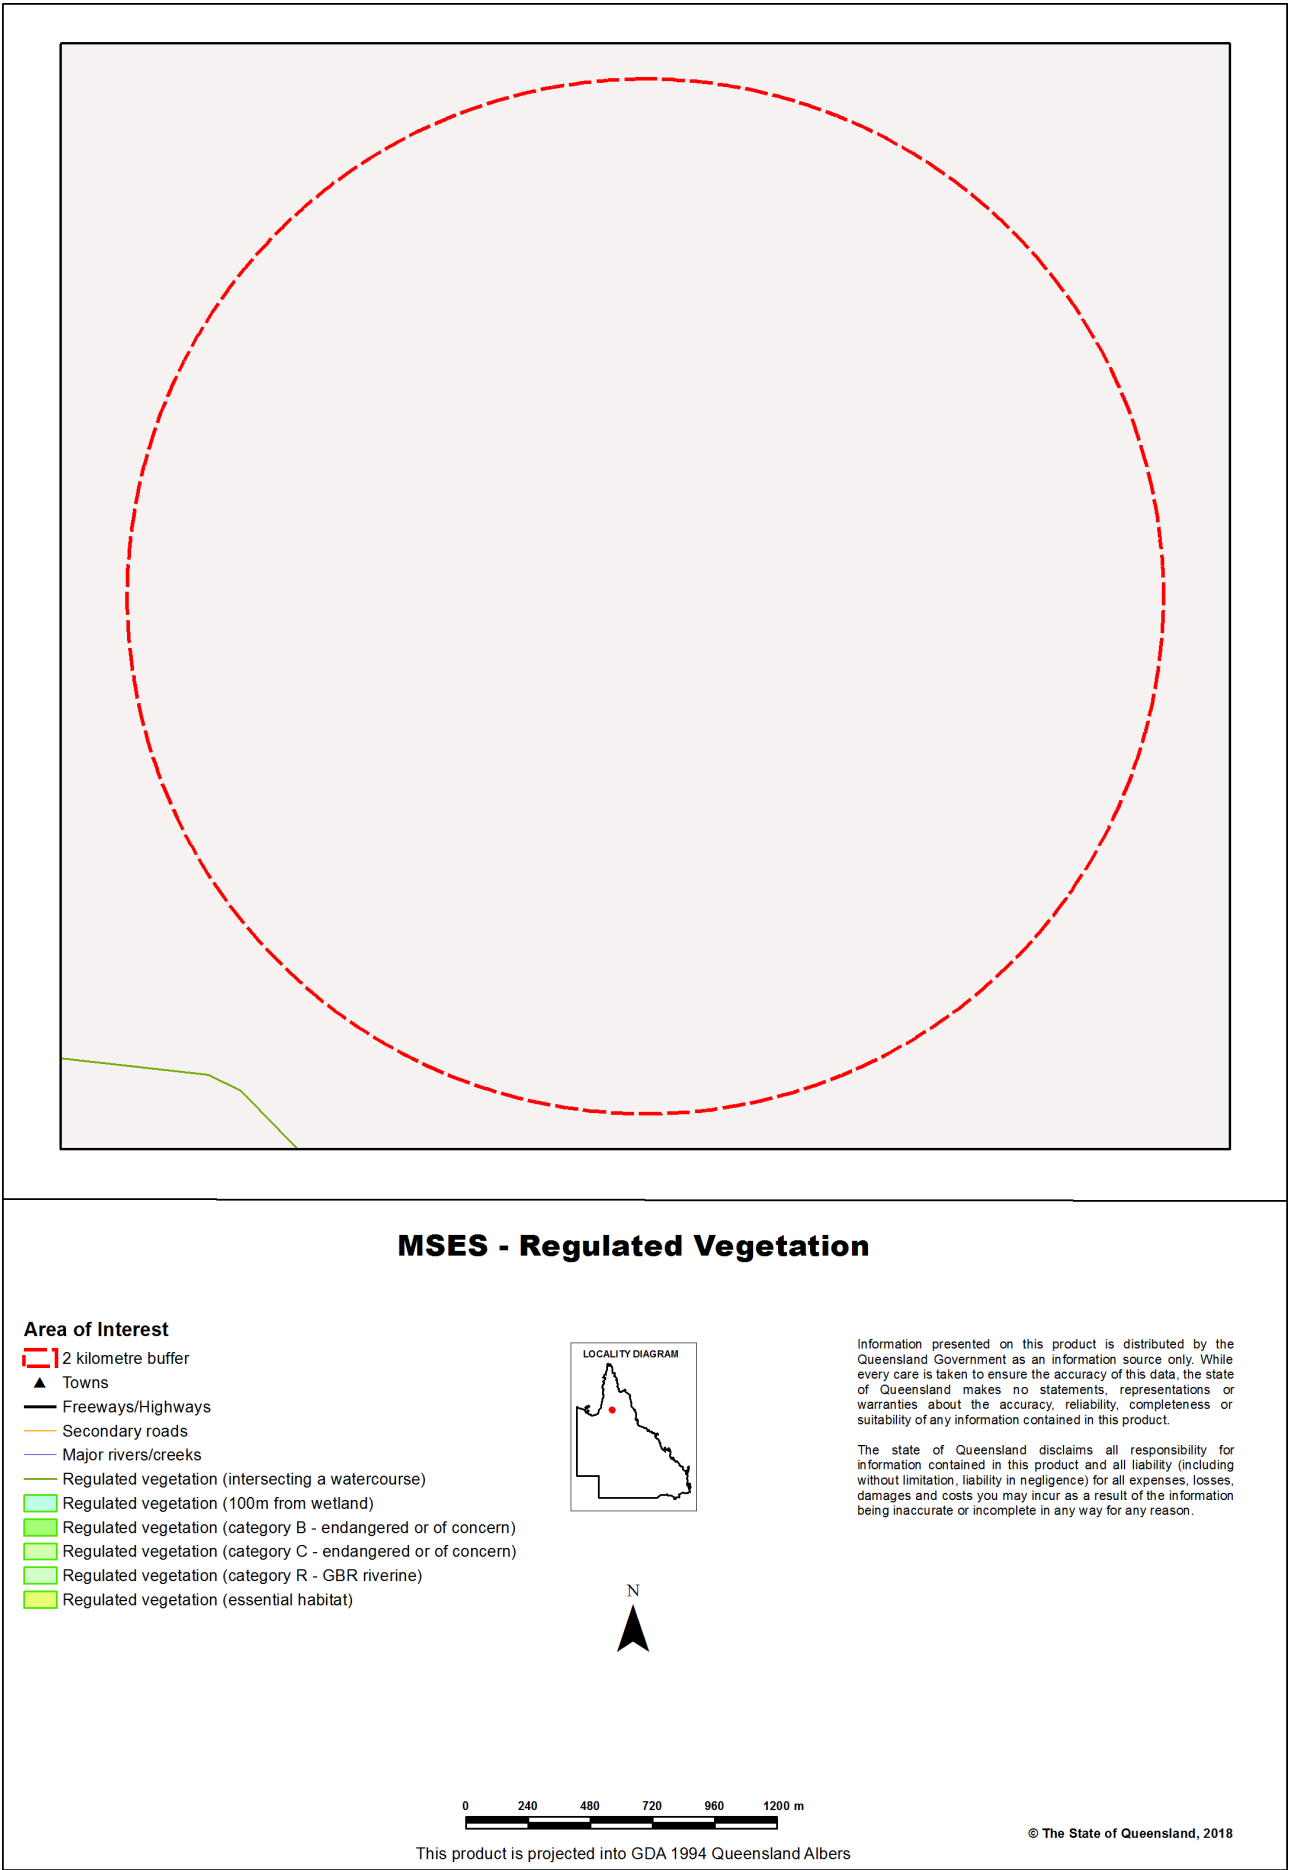 MSES - Regulated Vegetation
Area of Interest
2 kilometre buffer
Towns
Freeways/Highways
Secondary roads
Major rivers/creeks
Regulated vegetation (intersecting a watercourse)
Regulated vegetation (100m from wetland)
Regulated vegetation (category B - endangered or of concern)
Regulated vegetation (category C - endangered or of concern)
Regulated vegetation (category R - GBR riverine)
Regulated vegetation (essential habitat)
LOCALITY DIAGRAM
N
Information presented on this product is distributed by the
Queensland Government as an information source only. While
every care is taken to ensure the accuracy of this data, the state
of Queensland makes no statements, representations or
warranties about the accuracy, reliability, completeness or
suitability of any information contained in this product.
The state of Queensland disclaims all responsibility for
information contained in this product and all liability (including
without limitation, liability in negligence) for all expenses, losses,
damages and costs you may incur as a result of the information
being inaccurate or incomplete in any way for any reason.
0 240 480 720 960 1200 m
This product is projected into GDA 1994 Queensland Albers
© The State of Queensland, 2018